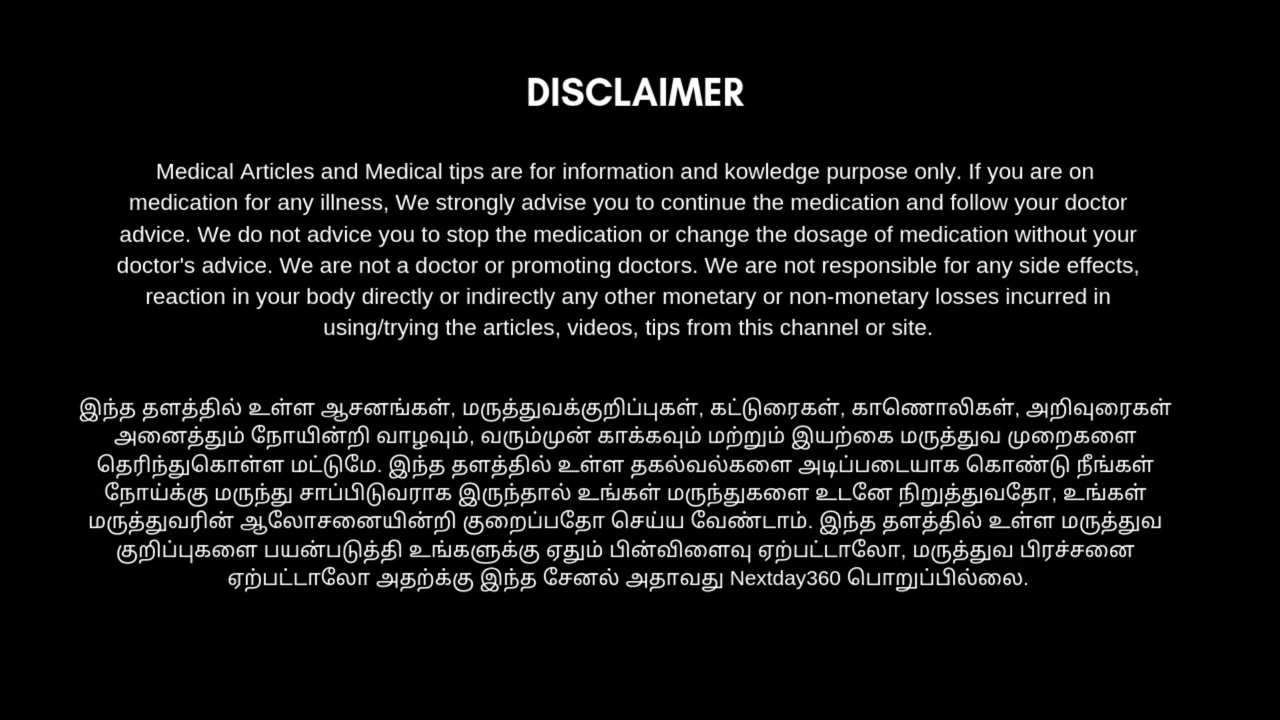 DISCLAIMER
Medical Articles and Medical tips are for information and kowledge purpose only. If you are on
medication for any illness, We strongly advise you to continue the medication and follow your doctor
advice. We do not advice you to stop the medication or change the dosage of medication without your
doctor's advice. We are not a doctor or promoting doctors. We are not responsible for any side effects,
reaction in your body directly or indirectly any other monetary or non-monetary losses incurred in
using/trying the articles, videos, tips from this channel or site.
இந்த தளத்தில் உள்ள ஆசனங்கள், மருத்துவக்குறிப்புகள், கட்டுரைகள், காணொலிகள், அறிவுரைகள்
அனைத்தும் நோயின்றி வாழவும், வரும்முன் காக்கவும் மற்றும் இயற்கை மருத்துவ முறைகளை
தெரிந்துகொள்ள மட்டுமே. இந்த தளத்தில் உள்ள தகல்வல்களை அடிப்படையாக கொண்டு நீங்கள்
நோய்க்கு மருந்து சாப்பிடுவராக இருந்தால் உங்கள் மருந்துகளை உடனே நிறுத்துவதோ, உங்கள்
மருத்துவரின் ஆலோசனையின்றி குறைப்பதோ செய்ய வேண்டாம். இந்த தளத்தில் உள்ள மருத்துவ
குறிப்புகளை பயன்படுத்தி உங்களுக்கு ஏதும் பின்விளைவு ஏற்பட்டாலோ, மருத்துவ பிரச்சனை
ஏற்பட்டாலோ அதற்க்கு இந்த சேனல் அதாவது Nextday360 பொறுப்பில்லை.